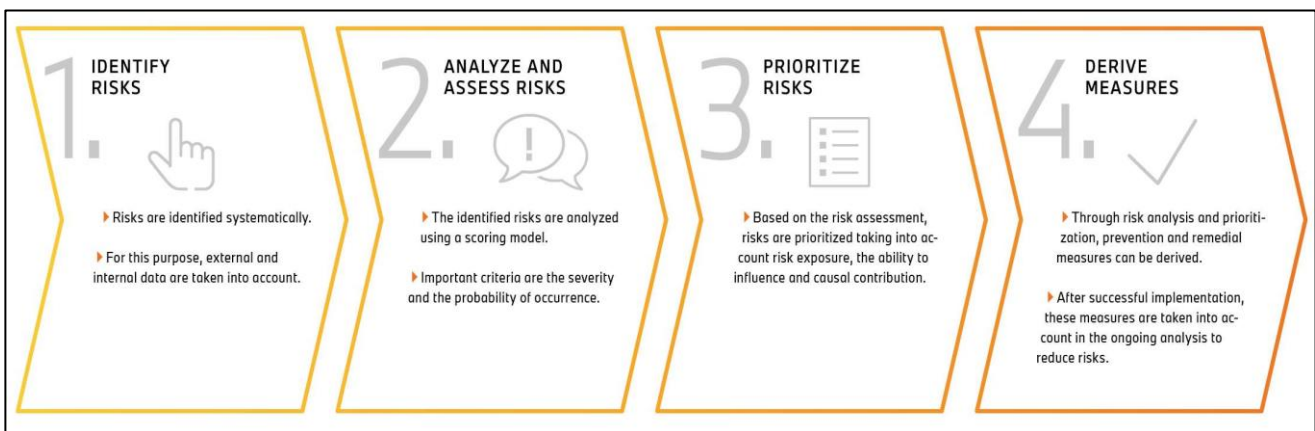 1.
IDENTIFY
RISKS
Risks are identified systematically.
For this purpose, external and
internal data are taken into account.
2.
ANALYZE AND
ASSESS RISKS
!
The identified risks are analyzed
using a scoring model.
Important criteria are the severity
and the probability of occurrence.
3.
PRIORITIZE
RISKS
Based on the risk assessment,
risks are prioritized taking into ac-
count risk exposure, the ability to
influence and causal contribution.
4.
DERIVE
MEASURES
Through risk analysis and prioriti-
zation, prevention and remedial
measures can be derived.
After successful implementation,
these measures are taken into ac-
count in the ongoing analysis to
reduce risks.